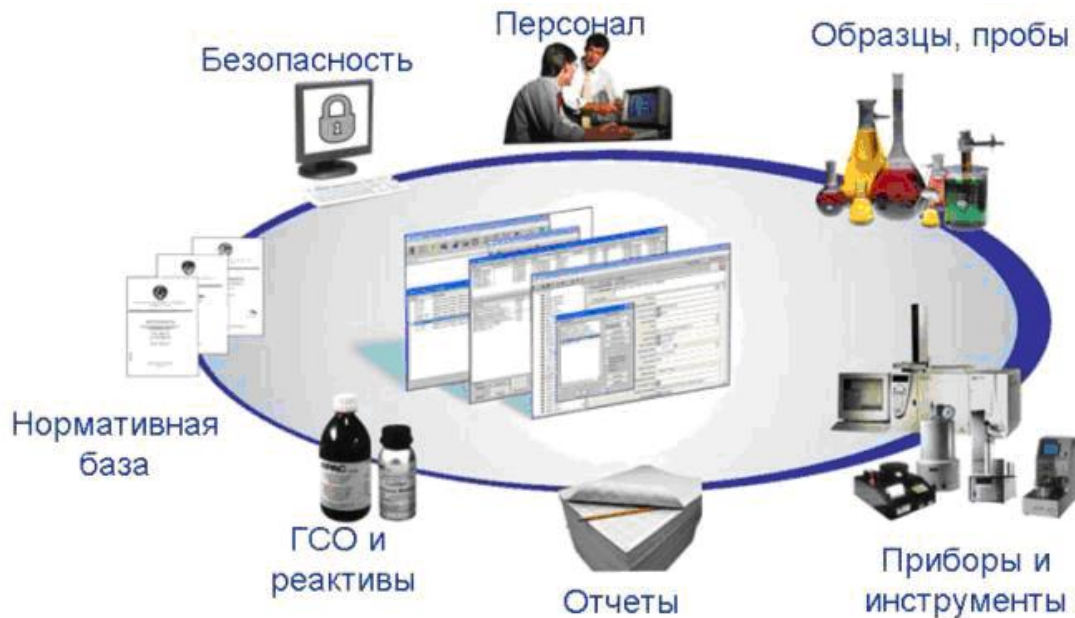 Персонал
Безопасность
Образцы, пробы
Нормативная
база
ГСО и
реактивы
Отчеты
Приборы и
инструменты